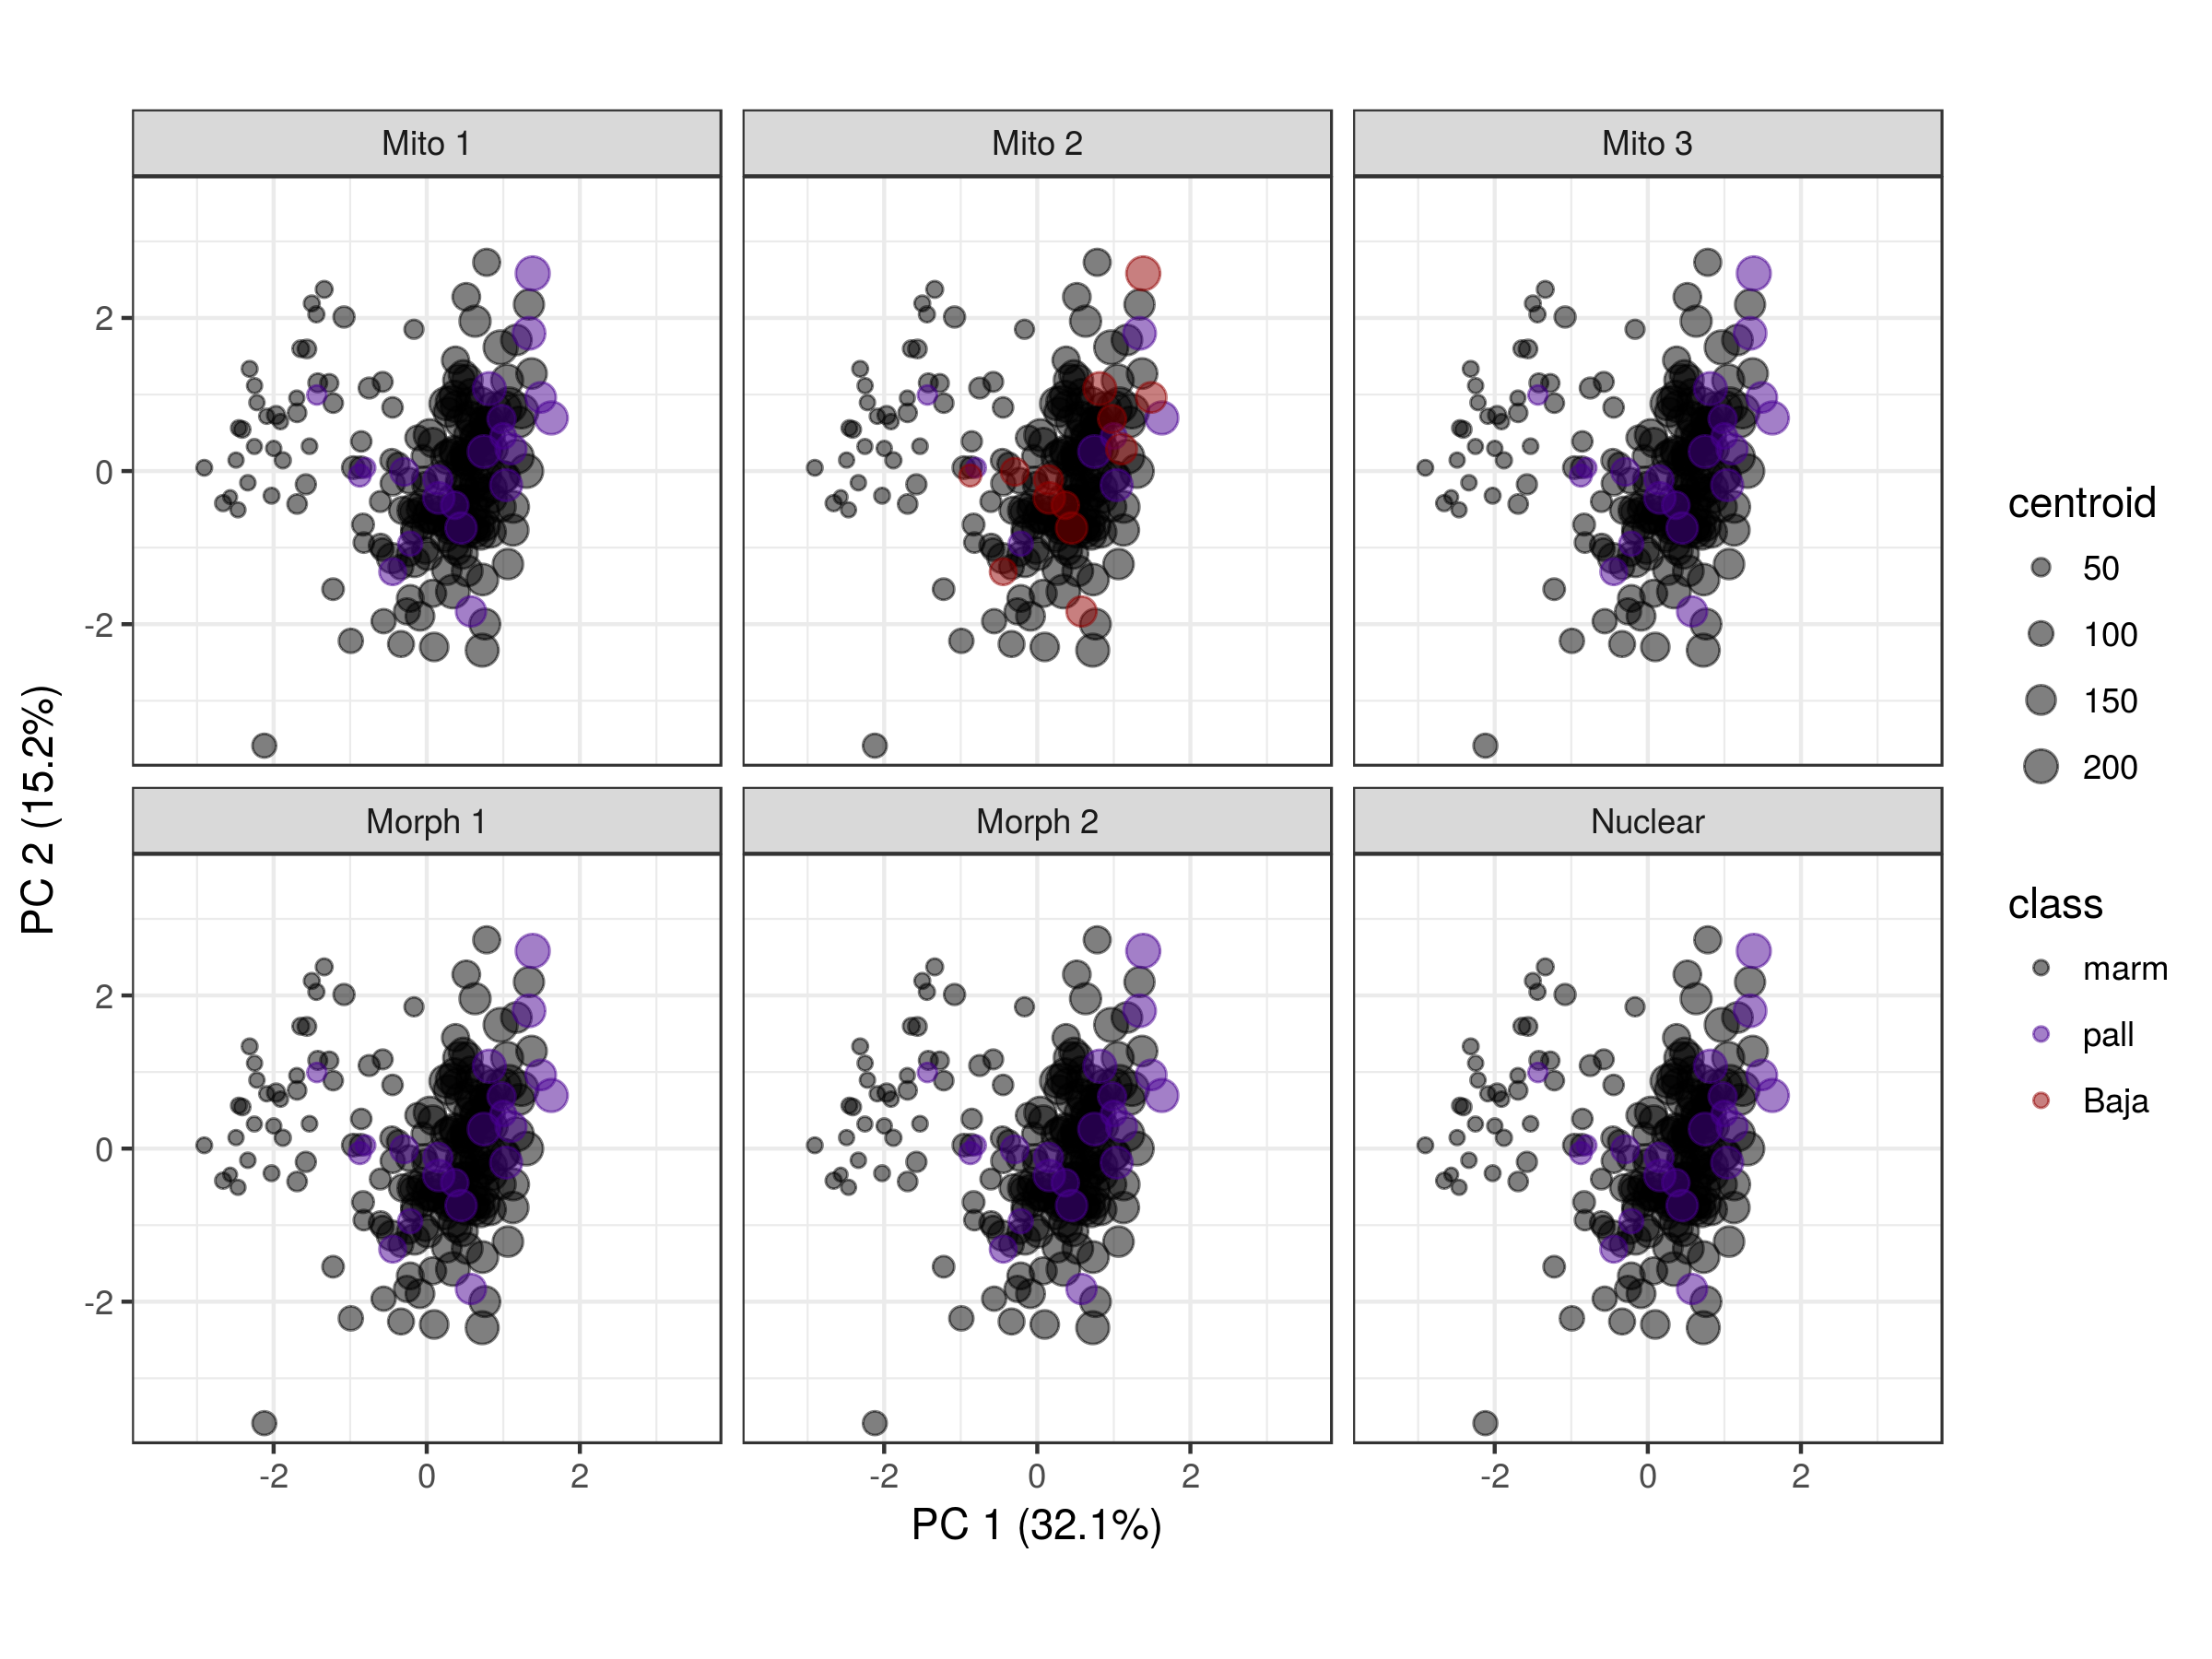 Mito 1
Mito 2
Mito 3
2
0
-2
Morph 1
Morph 2
Nuclear
2
0
-2
-2
0
2
-2
0
2
-2
0
2
PC 1 (32.1%)
PC 2 (15.2%)
centroid
50
100
150
200
class
marm
pall
Baja